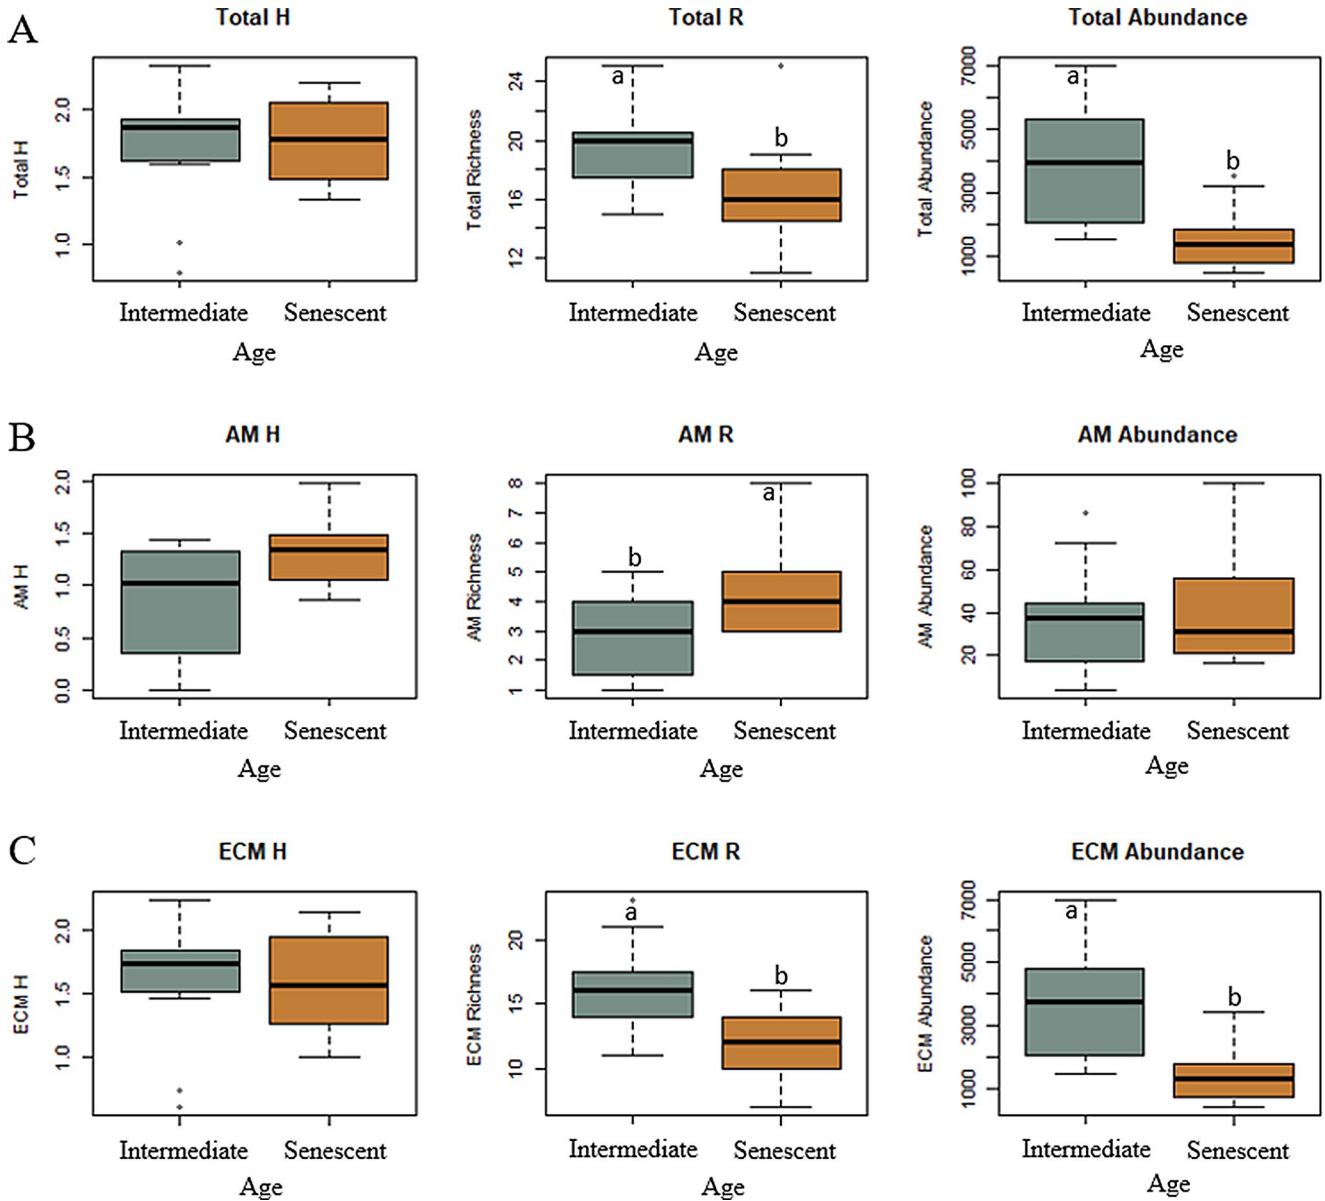 A
Total H
Total R
Total Abundance
Total H
1.0
1.5
2.0
Intermediate
Senescent
Age
Total Richness
12
16
20
24
a
b
Intermediate
Senescent
Age
Total Abundance
1000
3000
5000
7000
a
b
Intermediate
Senescent
Age
B
AM H
AM R
AM Abundance
AM H
0.0
0.5
1.0
1.5
2.0
Intermediate
Senescent
Age
AM Richness
1
2
3
4
5
6
7
8
b
a
Intermediate
Senescent
Age
AM Abundance
20
40
60
80
100
Intermediate
Senescent
Age
C
ECM H
ECM R
ECM Abundance
ECM H
1.0
1.5
2.0
Intermediate
Senescent
Age
ECM Richness
10
15
20
a
b
Intermediate
Senescent
Age
ECM Abundance
1000
3000
5000
7000
a
b
Intermediate
Senescent
Age